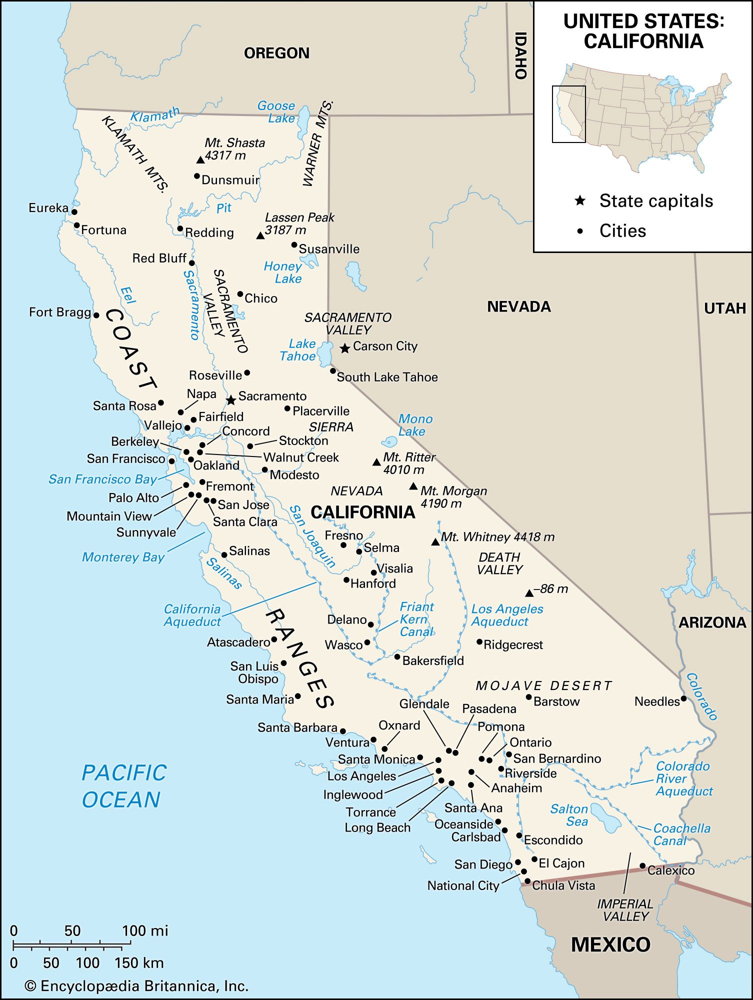 UNITED STATES:
CALIFORNIA
State capitals
Cities
OREGON
IDAHO
Klamath
Goose
Lake
WARNER MTS.
KLAMATH MTS.
Mt. Shasta
4317 m
Dunsmuir
Eureka
Pit
Fortuna
Lassen Peak
3187 m
Redding
Susanville
Red Bluff
Honey
Lake
Sacramento
SACRAMENTO
VALLEY
Eel
Chico
Fort Bragg
NEVADA
UTAH
COAST
SACRAMENTO
VALLEY
Lake
Tahoe
Carson City
Roseville
South Lake Tahoe
Napa
Sacramento
Santa Rosa
Placerville
Fairfield
Vallejo
Mono
Lake
SIERRA
Concord
Berkeley
Stockton
San Francisco
Walnut Creek
Mt. Ritter
4010 m
Oakland
Modesto
San Francisco Bay
Fremont
NEVADA
Mt. Morgan
4190 m
Palo Alto
San Jose
CALIFORNIA
Mountain View
Santa Clara
Sunnyvale
San Joaquin
Fresno
Mt. Whitney 4418 m
Selma
Monterey Bay
Salinas
Salinas
DEATH
VALLEY
Visalia
Hanford
–86 m
California
Aqueduct
RANGES
Friant
Kern
Canal
Los Angeles
Aqueduct
ARIZONA
Delano
Atascadero
Wasco
Ridgecrest
Bakersfield
San Luis
Obispo
MOJAVE DESERT
Colorado
Santa Maria
Glendale
Barstow
Needles
Pasadena
Santa Barbara
Oxnard
Pomona
Ventura
Ontario
Santa Monica
San Bernardino
PACIFIC
OCEAN
Los Angeles
Riverside
Colorado
River
Aqueduct
Inglewood
Anaheim
Torrance
Santa Ana
Salton
Sea
Long Beach
Oceanside
Carlsbad
Coachella
Canal
Escondido
San Diego
El Cajon
Calexico
National City
Chula Vista
IMPERIAL
VALLEY
MEXICO
0 50 100 mi
0 50 100 150 km
© Encyclopædia Britannica, Inc.